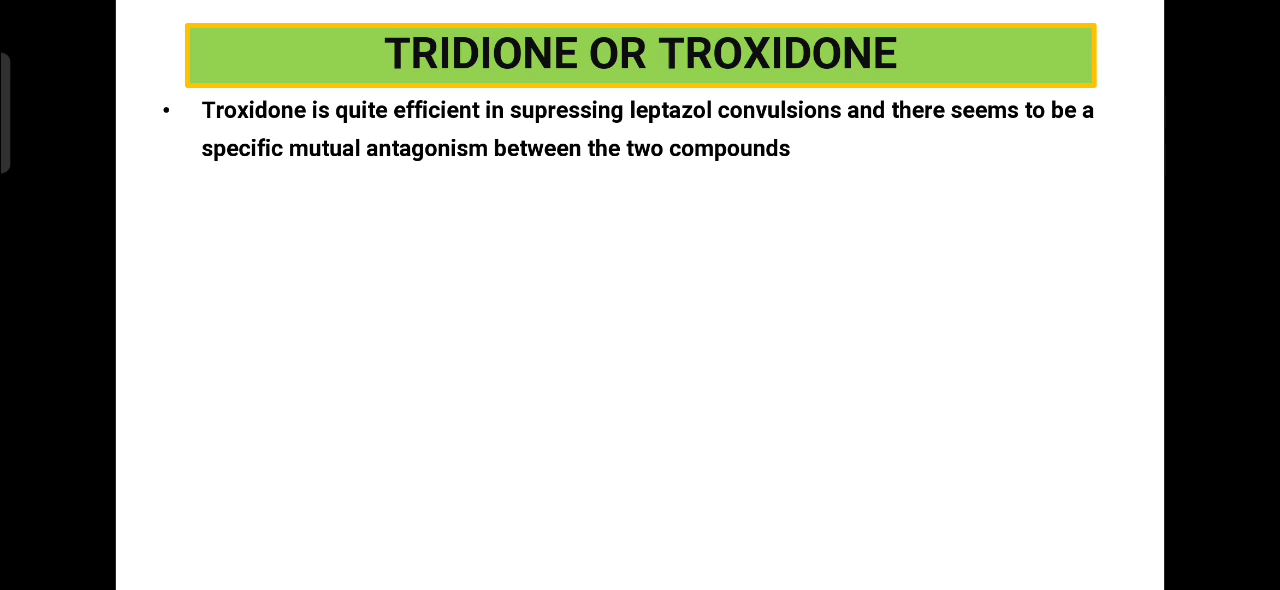 TRIDIONE OR TROXIDONE
• Troxidone is quite efficient in supressing leptazol convulsions and there seems to be a
specific mutual antagonism between the two compounds